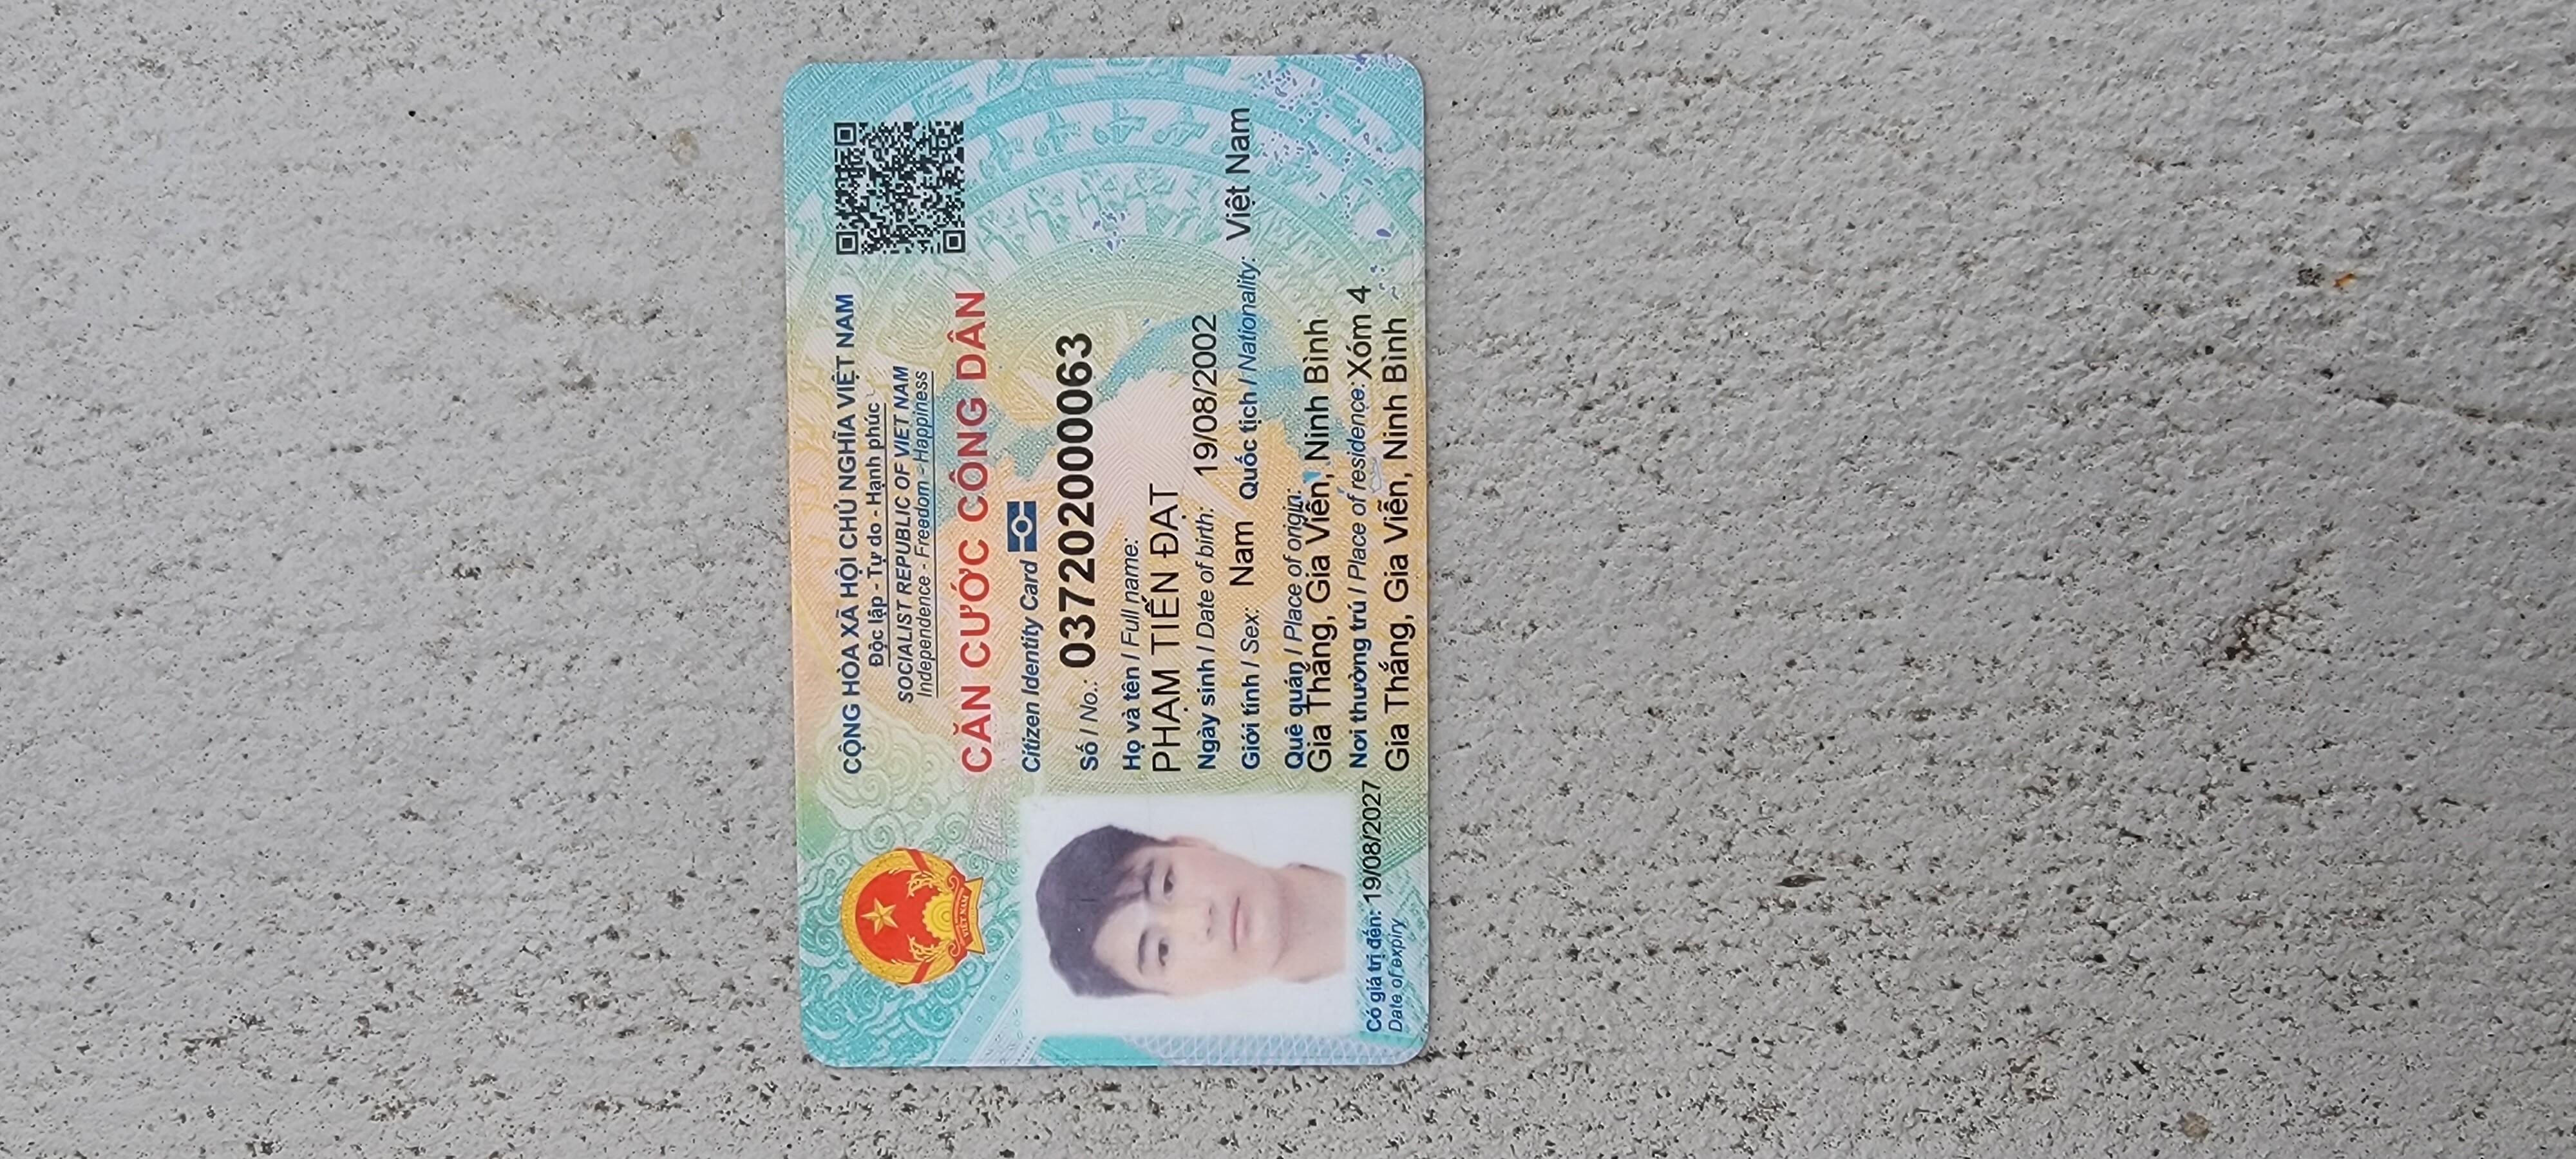 CỘNG HÒA XÃ HỘI CHỦ NGHĨA VIỆT NAM
Độc lập - Tự do - Hạnh phúc
SOCIALIST REPUBLIC OF VIET NAM
Independence - Freedom - Happiness
CĂN CƯỚC CÔNG DÂN
Citizen Identity Card
Số / No.: 037202000063
Họ và tên / Full name:
PHẠM TIẾN ĐẠT
Ngày sinh / Date of birth: 19/08/2002
Giới tính / Sex: Nam Quốc tịch / Nationality: Việt Nam
Quê quán / Place of origin:
Gia Thắng, Gia Viễn, Ninh Bình
Nơi thường trú / Place of residence: Xóm 4
Gia Thắng, Gia Viễn, Ninh Bình
Có giá trị đến: 19/08/2027
Date of expiry
VIỆT NAM